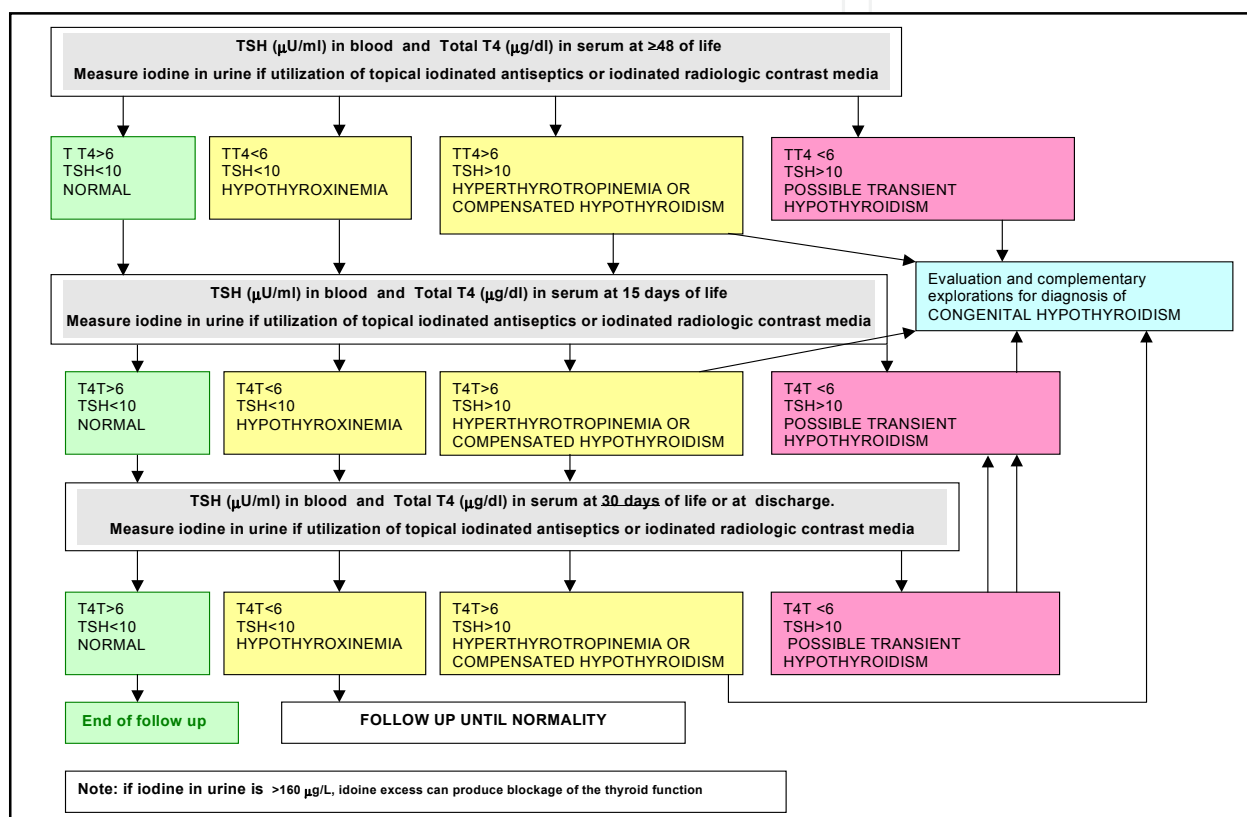 TSH (μU/ml) in blood and Total T4 (μg/dl) in serum at ≥48 of life
Measure iodine in urine if utilization of topical iodinated antiseptics or iodinated radiologic contrast media
T T4>6
TSH<10
NORMAL
TT4<6
TSH<10
HYPOTHYROXINEMIA
TT4>6
TSH>10
HYPERTHYROTROPINEMIA OR
COMPENSATED HYPOTHYROIDISM
TT4 <6
TSH>10
POSSIBLE TRANSIENT
HYPOTHYROIDISM
Evaluation and complementary
explorations for diagnosis of
CONGENITAL HYPOTHYROIDISM
TSH (μU/ml) in blood and Total T4 (μg/dl) in serum at 15 days of life
Measure iodine in urine if utilization of topical iodinated antiseptics or iodinated radiologic contrast media
T4T>6
TSH<10
NORMAL
T4T<6
TSH<10
HYPOTHYROXINEMIA
T4T>6
TSH>10
HYPERTHYROTROPINEMIA OR
COMPENSATED HYPOTHYROIDISM
T4T <6
TSH>10
POSSIBLE TRANSIENT
HYPOTHYROIDISM
TSH (μU/ml) in blood and Total T4 (μg/dl) in serum at 30 days of life or at discharge.
Measure iodine in urine if utilization of topical iodinated antiseptics or iodinated radiologic contrast media
T4T>6
TSH<10
NORMAL
T4T<6
TSH<10
HYPOTHYROXINEMIA
T4T>6
TSH>10
HYPERTHYROTROPINEMIA OR
COMPENSATED HYPOTHYROIDISM
T4T <6
TSH>10
POSSIBLE TRANSIENT
HYPOTHYROIDISM
End of follow up
FOLLOW UP UNTIL NORMALITY
Note: if iodine in urine is >160 μg/L, idoine excess can produce blockage of the thyroid function